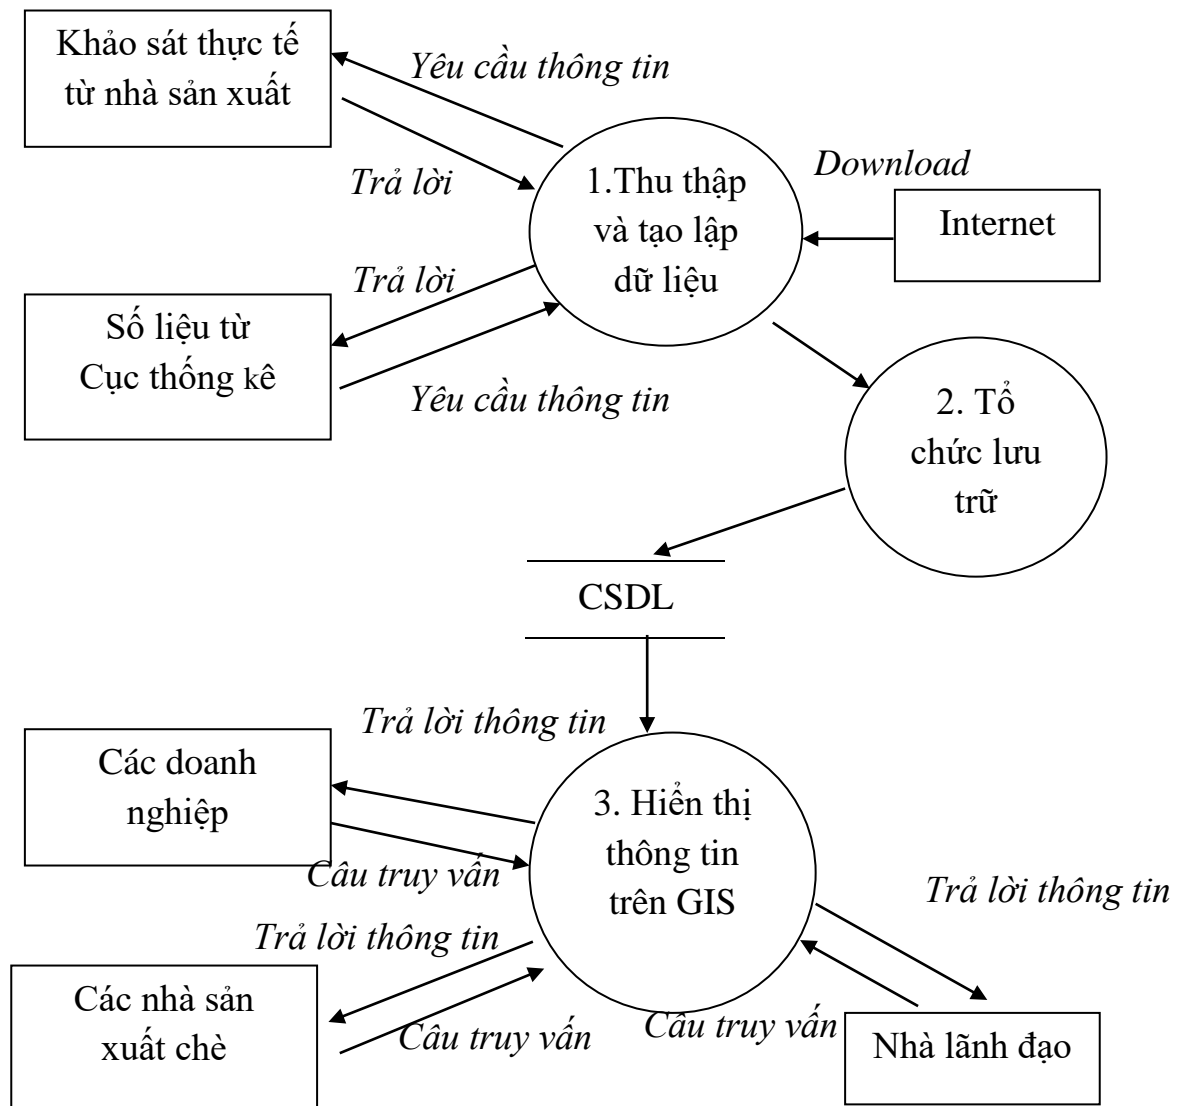 Khảo sát thực tế
từ nhà sản xuất
Yêu cầu thông tin
Trả lời
1.Thu thập
và tạo lập
dữ liệu
Download
Internet
Trả lời
Số liệu từ
Cục thống kê
Yêu cầu thông tin
2. Tổ
chức lưu
trữ
CSDL
Trả lời thông tin
Các doanh
nghiệp
Câu truy vấn
3. Hiển thị
thông tin
trên GIS
Trả lời thông tin
Trả lời thông tin
Các nhà sản
xuất chè
Câu truy vấn
Câu truy vấn
Nhà lãnh đạo